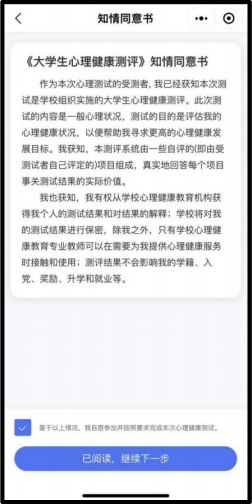 知情同意书
《大学生心理健康测评》知情同意书
作为本次心理测试的受测者,我已经获知本次测
试是学校组织实施的大学生心理健康测评。此次测
试的内容是一般心理状况,测试的目的是评估我的
心理健康状况,以便帮助我寻求更高的心理健康发
展目标。我获知,本测评系统由一些自评的(即由受
测试者自己评定的)项目组成,真实地回答每个项目
事关测试结果的实际价值。
我也获知,我有权从学校心理健康教育机构获
得我个人的测试结果和对结果的解释;学校将对我
的测试结果进行保密,除我之外,只有学校心理健
康教育专业教师可以在需要为我提供心理健康服务
时接触和使用;测评结果不会影响我的学籍、入
党、奖励、升学和就业等。
基于以上情况,我自愿参加并按照要求完成本次心理健康测试。
已阅读,继续下一步